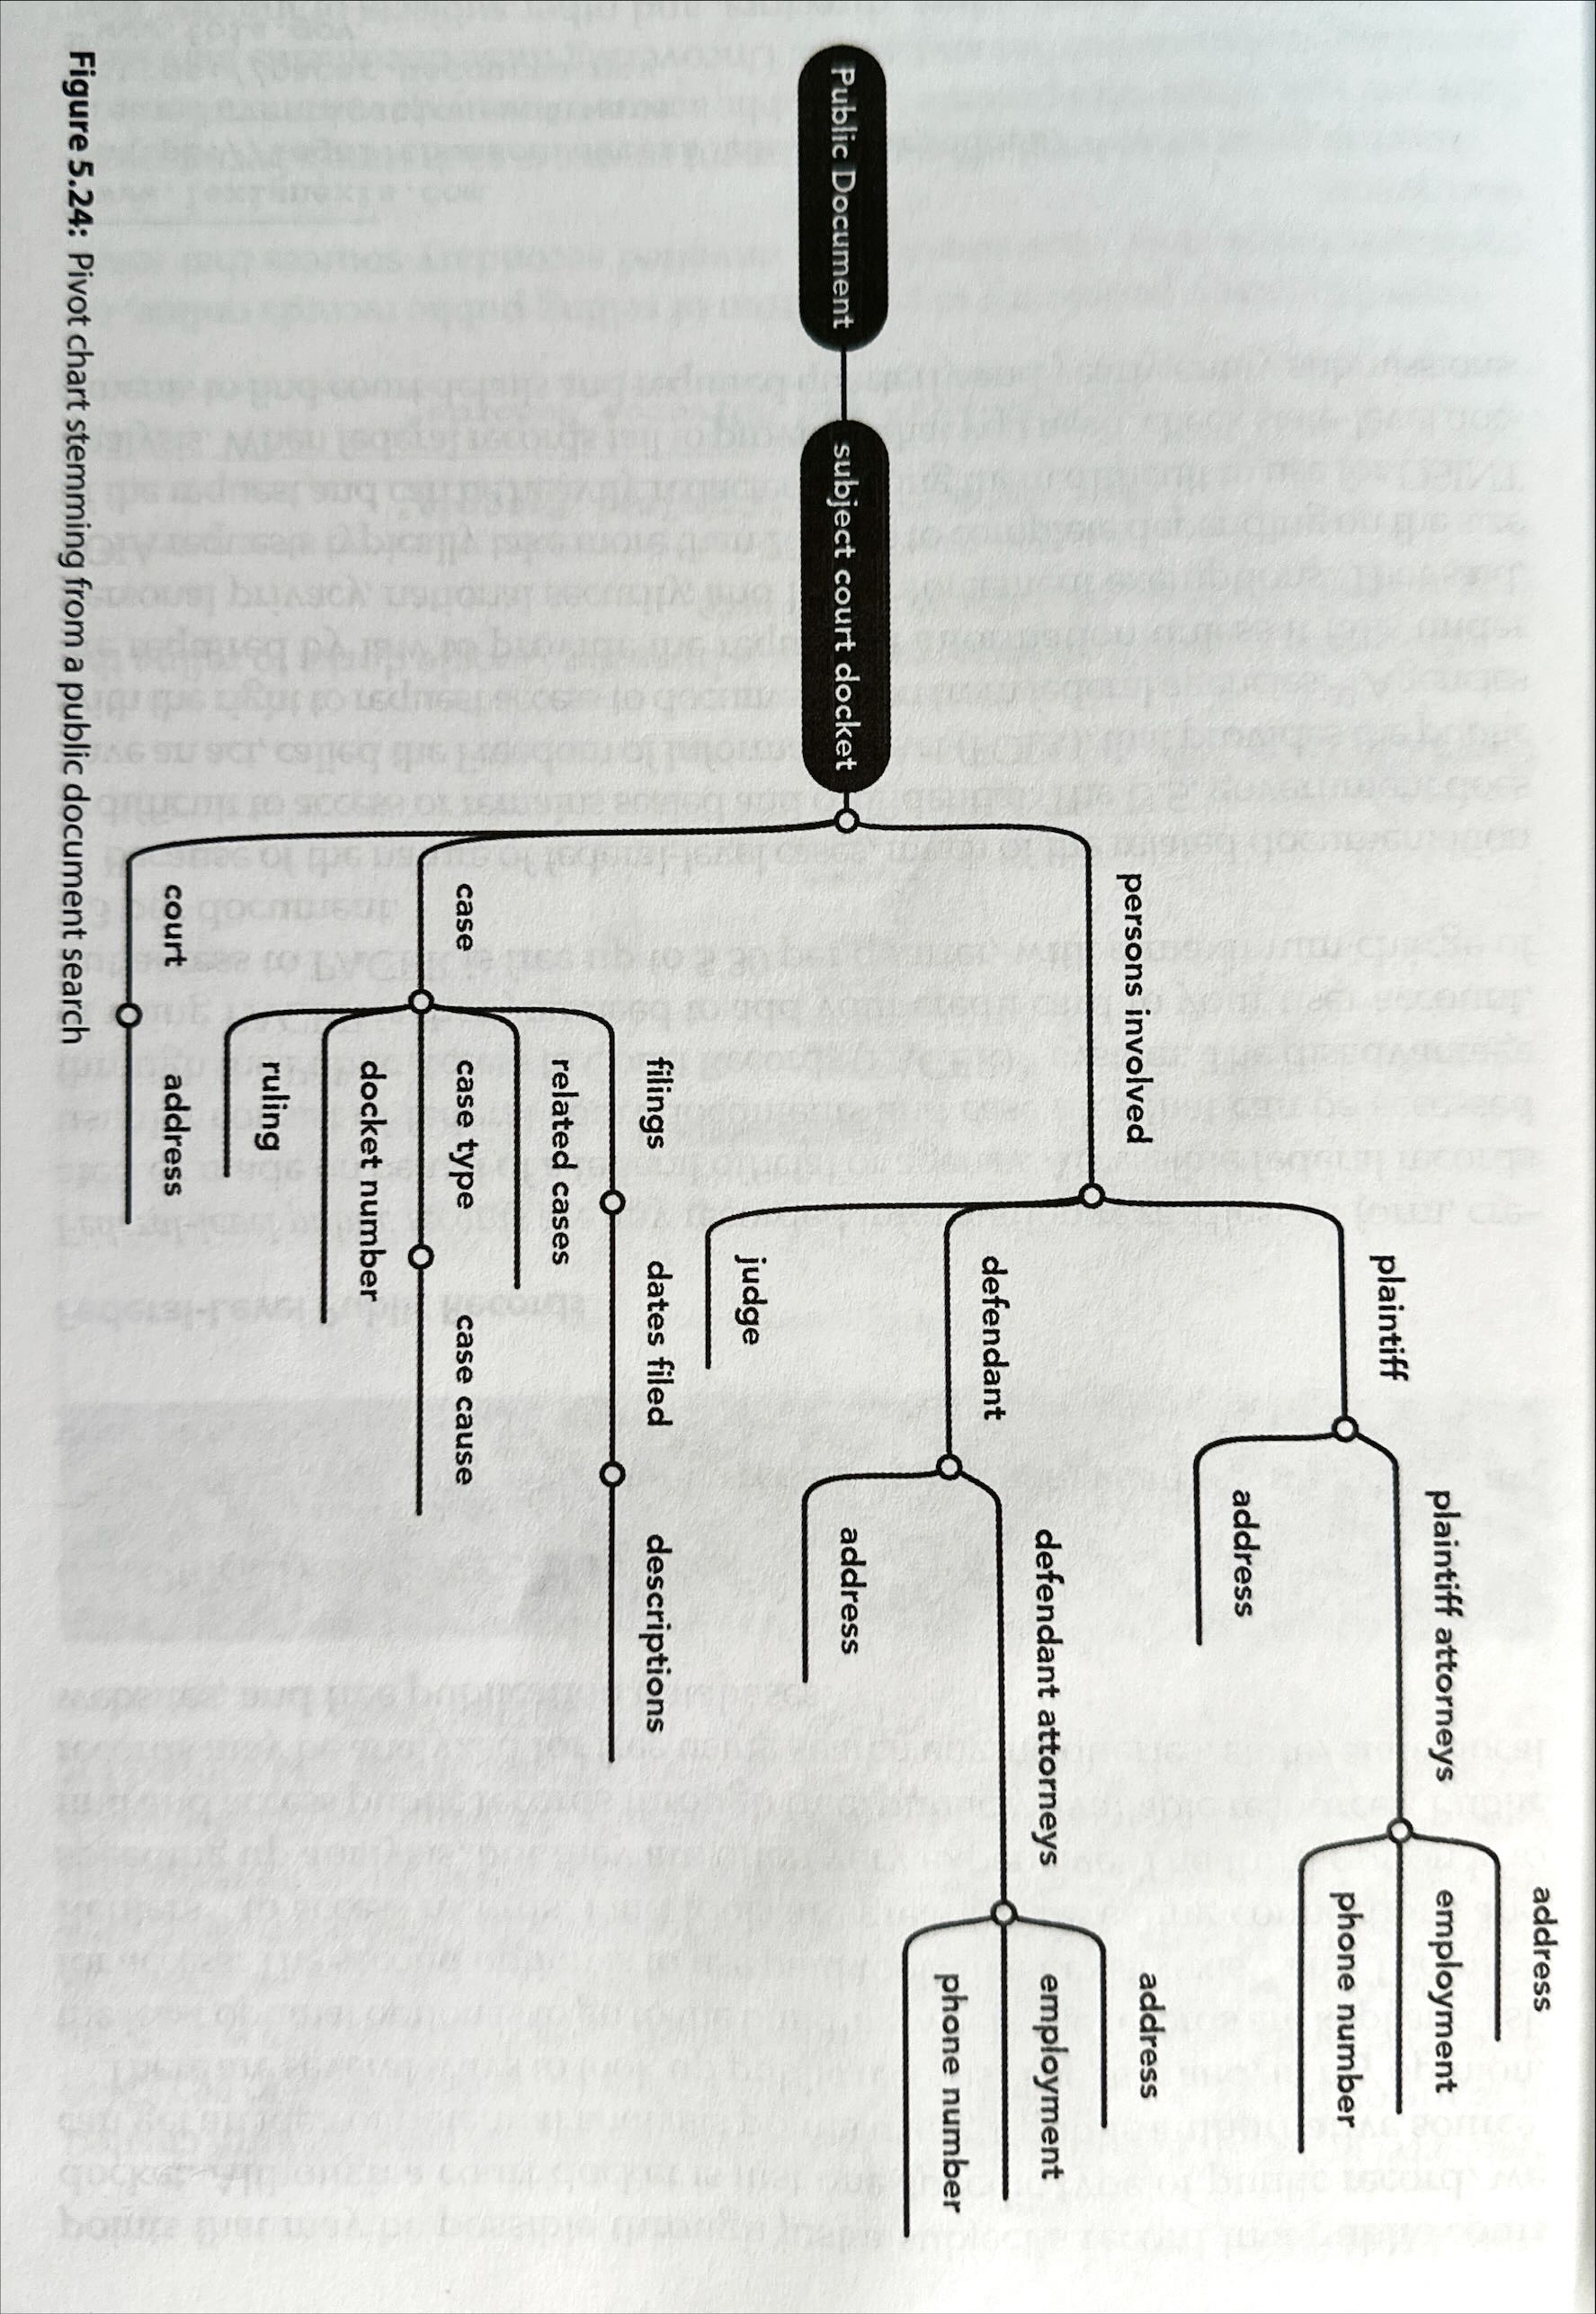 address
plaintiff attorneys
employment
plaintiff
phone number
address
address
persons involved
defendant attorneys
employment
defendant
phone number
address
Public Document
subject court docket
judge
filings
dates filed
descriptions
related cases
case
case type
case cause
docket number
ruling
court
address
Figure 5.24: Pivot chart stemming from a public document search